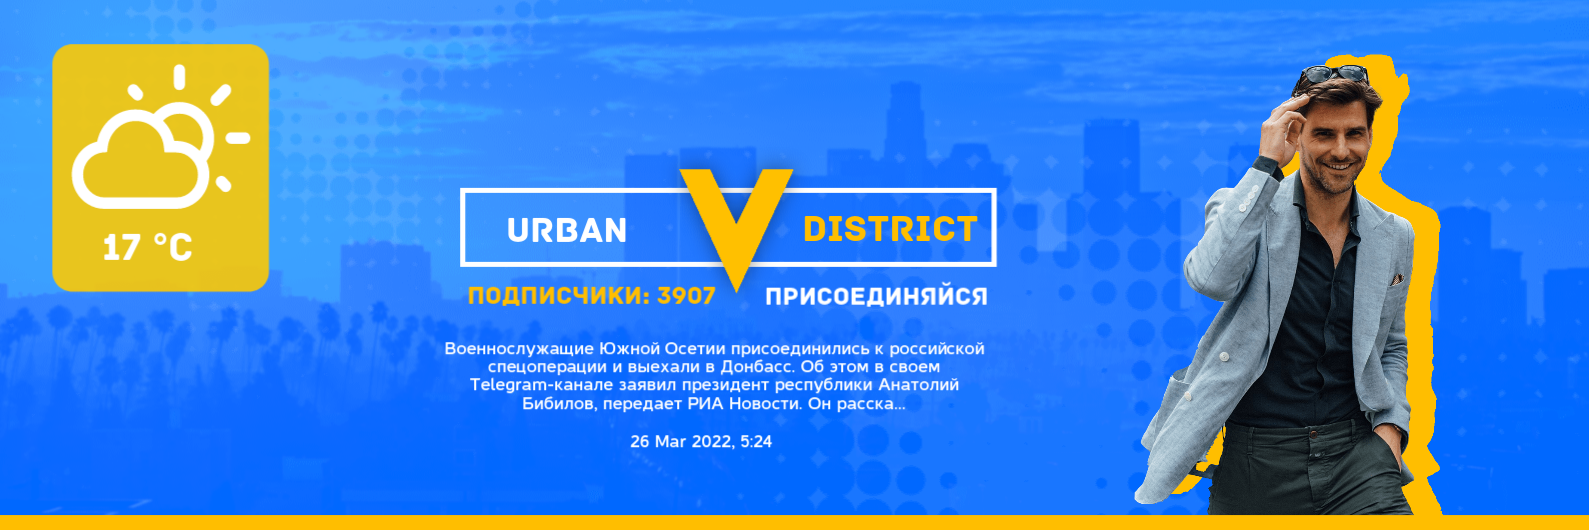 17 °C
URBAN V DISTRICT
ПОДПИСЧИКИ: 3907 ПРИСОЕДИНЯЙСЯ
Военнослужащие Южной Осетии присоединились к российской
спецоперации и выехали в Донбасс. Об этом в своем
Telegram-канале заявил президент республики Анатолий
Бибилов, передает РИА Новости. Он расска...
26 Mar 2022, 5:24